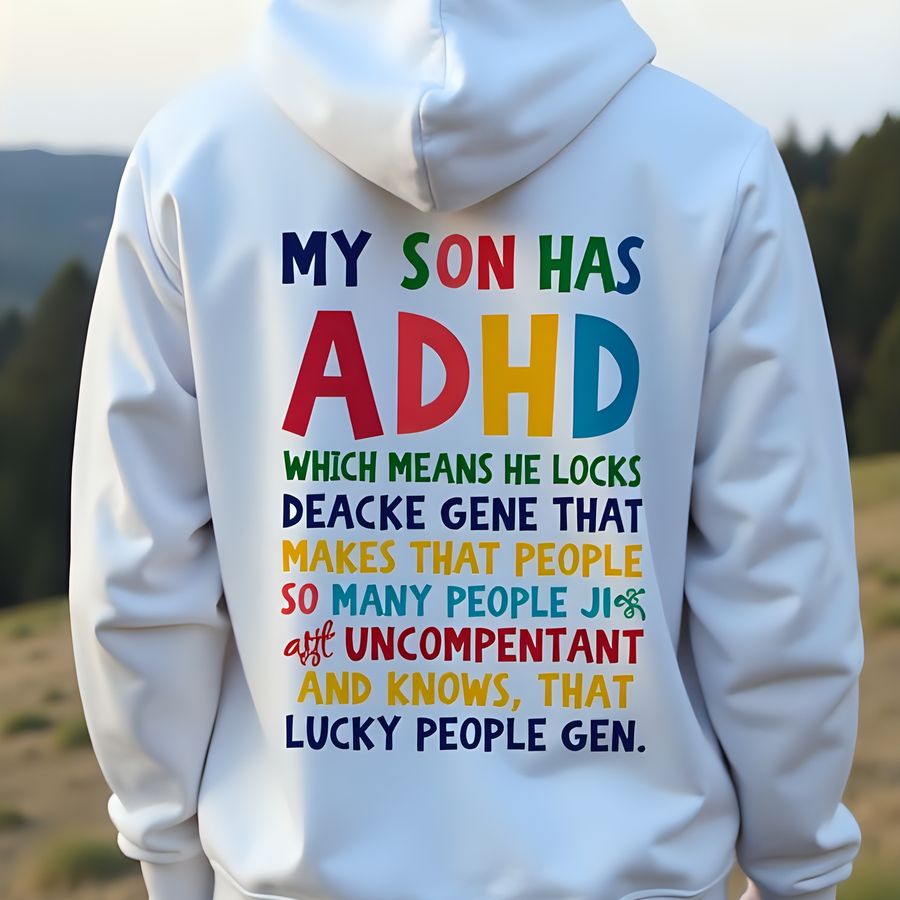 MY SON HAS
ADHD
WHICH MEANS HE LOCKS
DEACKE GENE THAT
MAKES THAT PEOPLE
SO MANY PEOPLE
UNCOMPENTANT
AND KNOWS, THAT
LUCKY PEOPLE GEN.